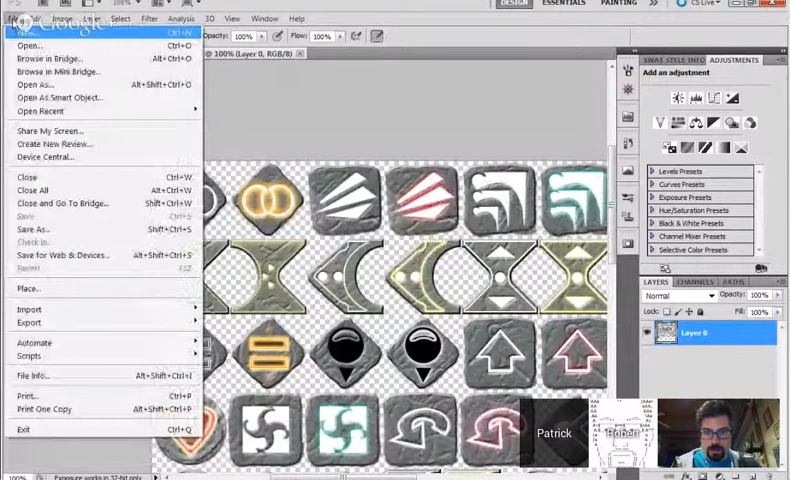 DESIGN ESSENTIALS PAINTING CS Live
File Image Layer Select Filter Analysis 3D View Window Help
Google
Opacity: 100% Flow: 100%
@ 100% (Layer 0, RGB/8)
New... Ctrl+N
Open... Ctrl+O
Browse in Bridge... Alt+Ctrl+O
Browse in Mini Bridge...
Open As... Alt+Shift+Ctrl+O
Open As Smart Object...
Open Recent
Share My Screen...
Create New Review...
Device Central...
Close Ctrl+W
Close All Alt+Ctrl+W
Close and Go To Bridge... Shift+Ctrl+W
Save Ctrl+S
Save As... Shift+Ctrl+S
Check In...
Save for Web & Devices... Alt+Shift+Ctrl+S
Revert F12
Place...
Import
Export
Automate
Scripts
File Info... Alt+Shift+Ctrl+I
Print... Ctrl+P
Print One Copy Alt+Shift+Ctrl+P
Exit Ctrl+Q
SWAT STYLE INFO ADJUSTMENTS
Add an adjustment
Levels Presets
Curves Presets
Exposure Presets
Hue/Saturation Presets
Black & White Presets
Channel Mixer Presets
Selective Color Presets
LAYERS CHANNELS PATHS
Normal Opacity: 100%
Lock: Fill: 100%
Layer 0
Patrick
Robert
100% Exposure works in 32-bit only